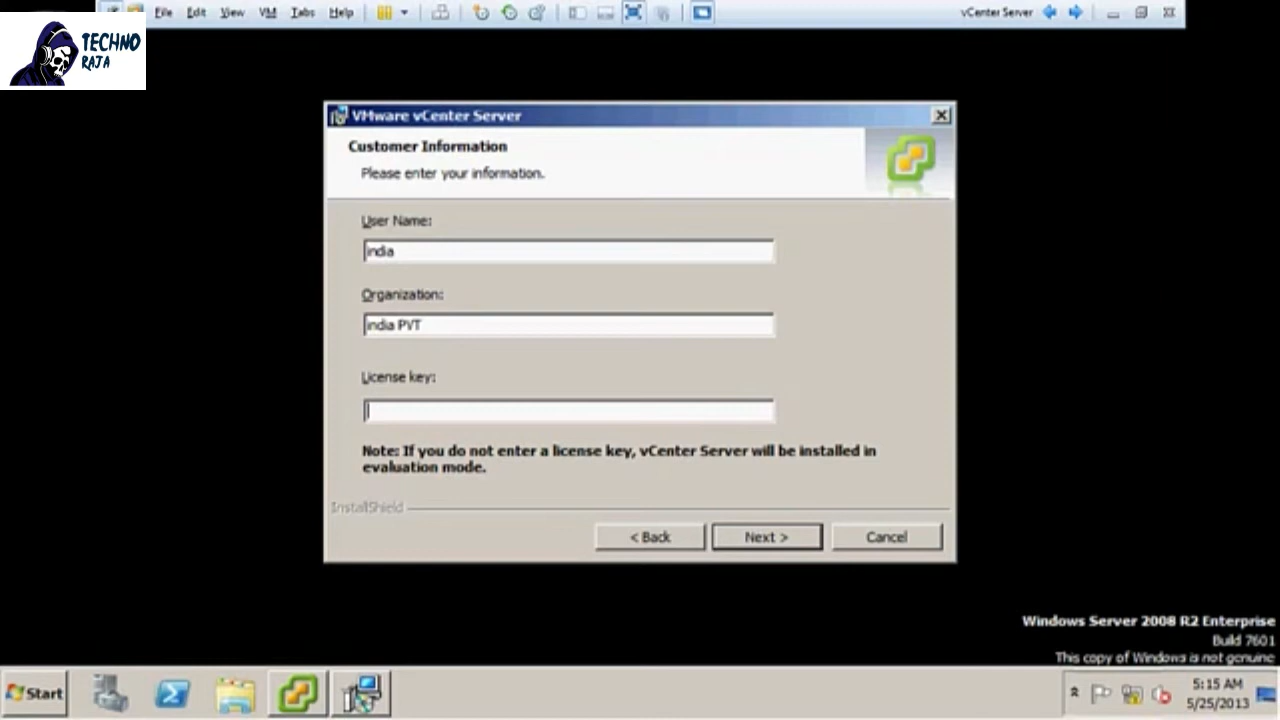 File Edit View VM Tabs Help
vCenter Server
TECHNO
RAJA
VMware vCenter Server
Customer Information
Please enter your information.
User Name:
india
Organization:
india PVT
License key:
Note: If you do not enter a license key, vCenter Server will be installed in
evaluation mode.
InstallShield
< Back
Next >
Cancel
Windows Server 2008 R2 Enterprise
Build 7601
This copy of Windows is not genuine
Start
5:15 AM
5/25/2013